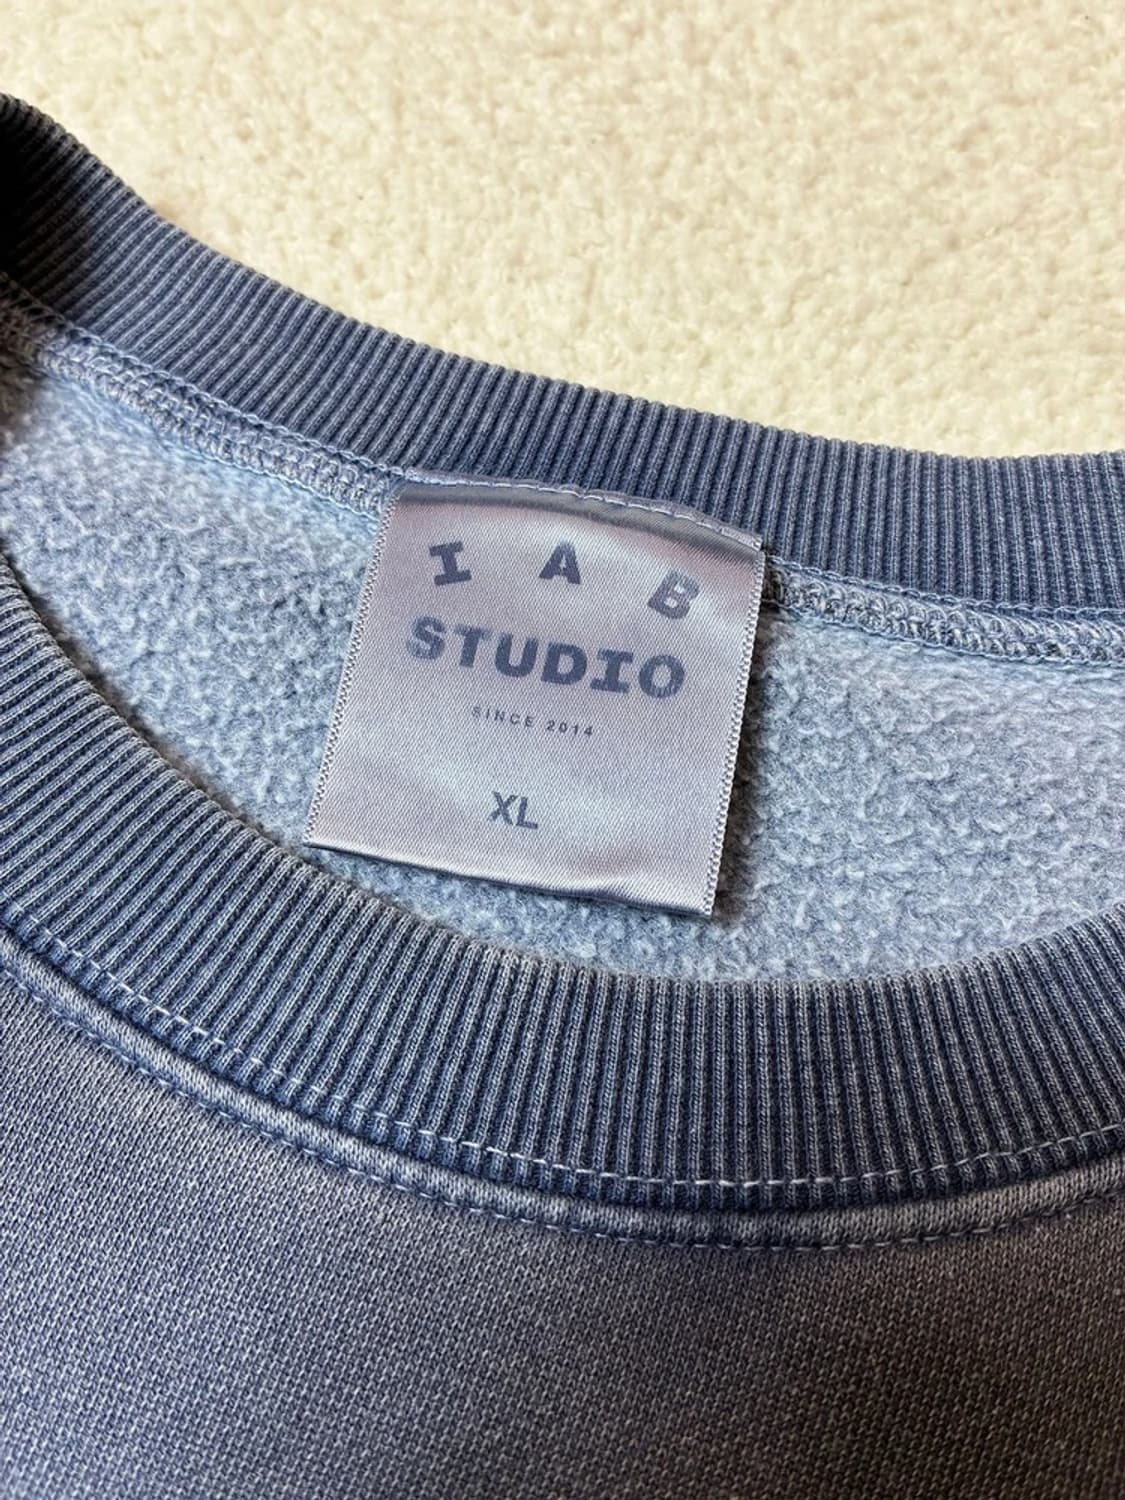 I A B
STUDIO
SINCE 2014
XL